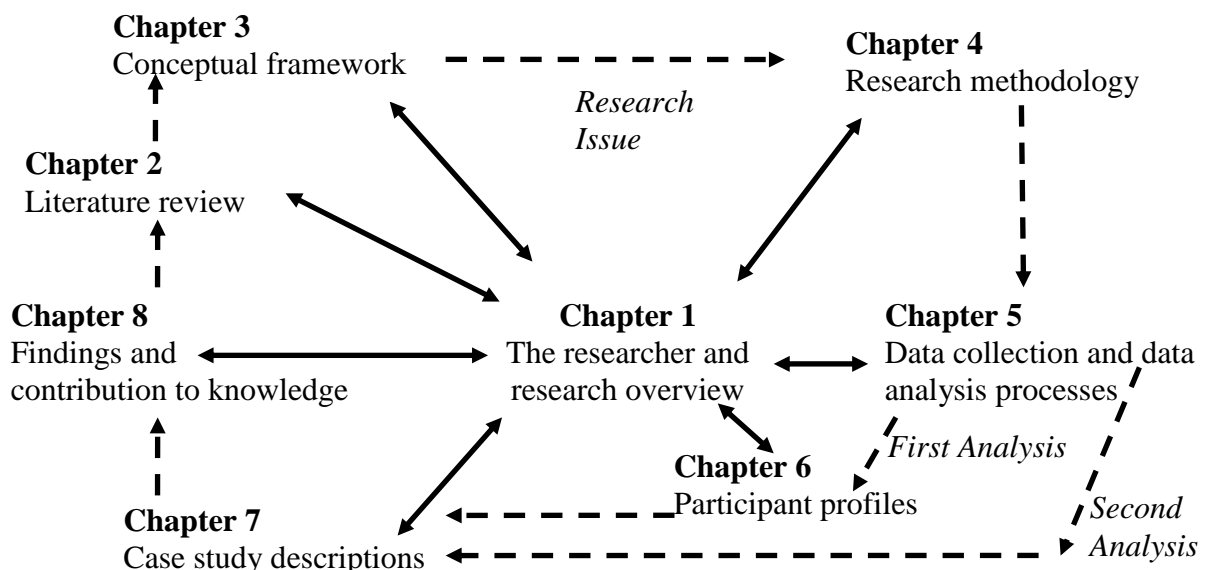 Chapter 3
Conceptual framework
Chapter 4
Research methodology
Research
Issue
Chapter 2
Literature review
Chapter 8
Findings and
contribution to knowledge
Chapter 1
The researcher and
research overview
Chapter 5
Data collection and data
analysis processes
First Analysis
Chapter 6
Participant profiles
Chapter 7
Case study descriptions
Second
Analysis